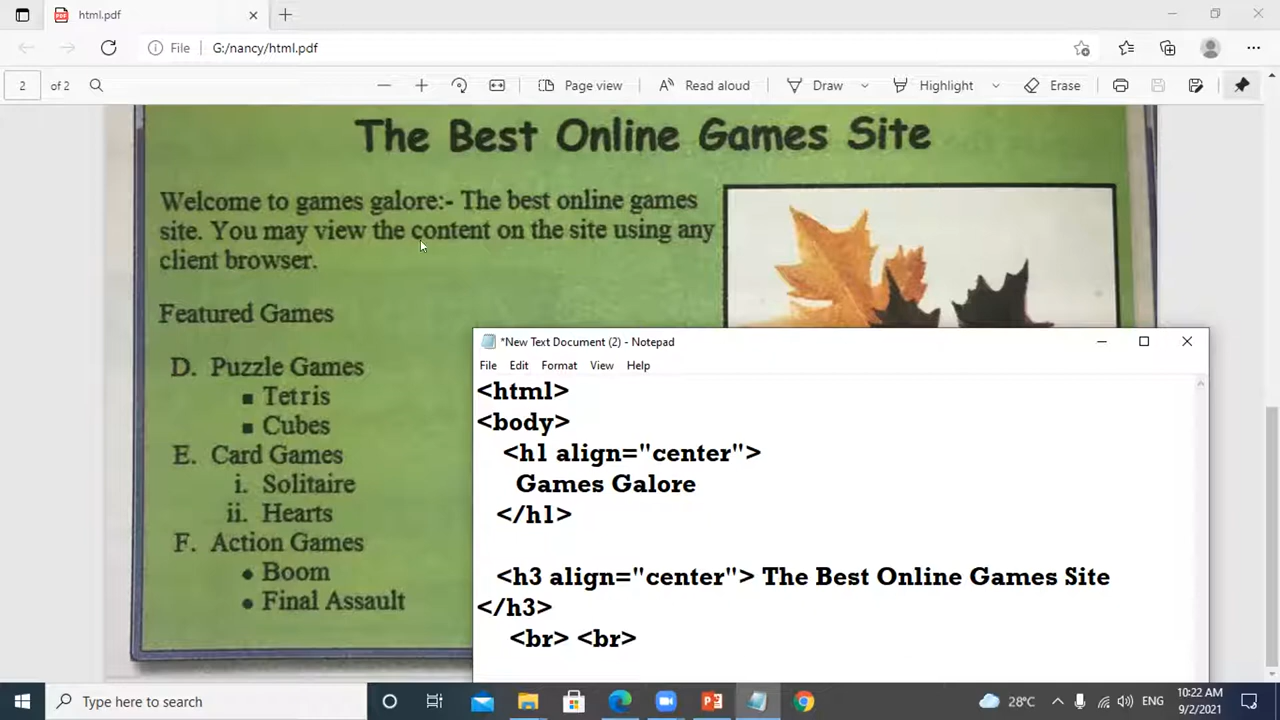 html.pdf
File G:/nancy/html.pdf
2 of 2 Page view Read aloud Draw Highlight Erase
The Best Online Games Site
Welcome to games galore:- The best online games
site. You may view the content on the site using any
client browser.
Featured Games
D. Puzzle Games
Tetris
Cubes
E. Card Games
i. Solitaire
ii. Hearts
F. Action Games
Boom
Final Assault
*New Text Document (2) - Notepad
File Edit Format View Help
<html>
<body>
<h1 align="center">
Games Galore
</h1>
<h3 align="center"> The Best Online Games Site
</h3>
<br> <br>
Type here to search
28°C ENG 10:22 AM
9/2/2021